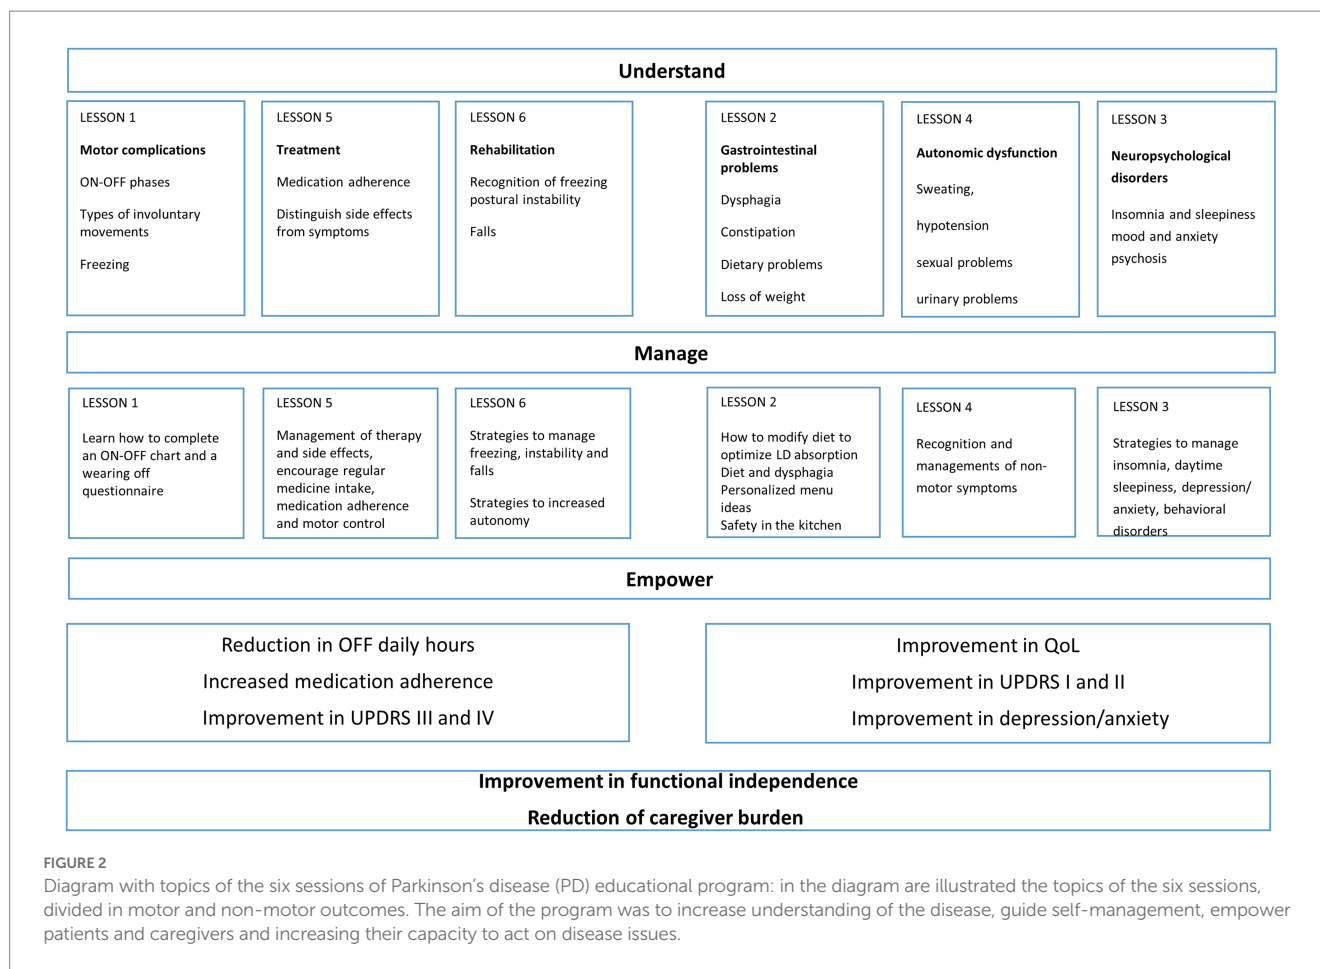 Understand
LESSON 1
Motor complications
ON-OFF phases
Types of involuntary
movements
Freezing
LESSON 5
Treatment
Medication adherence
Distinguish side effects
from symptoms
LESSON 6
Rehabilitation
Recognition of freezing
postural instability
Falls
LESSON 2
Gastrointestinal
problems
Dysphagia
Constipation
Dietary problems
Loss of weight
LESSON 4
Autonomic dysfunction
Sweating,
hypotension
sexual problems
urinary problems
LESSON 3
Neuropsychological
disorders
Insomnia and sleepiness
mood and anxiety
psychosis
Manage
LESSON 1
Learn how to complete
an ON-OFF chart and a
wearing off
questionnaire
LESSON 5
Management of therapy
and side effects,
encourage regular
medicine intake,
medication adherence
and motor control
LESSON 6
Strategies to manage
freezing, instability and
falls
Strategies to increased
autonomy
LESSON 2
How to modify diet to
optimize LD absorption
Diet and dysphagia
Personalized menu
ideas
Safety in the kitchen
LESSON 4
Recognition and
managements of non-
motor symptoms
LESSON 3
Strategies to manage
insomnia, daytime
sleepiness, depression/
anxiety, behavioral
disorders
Empower
Reduction in OFF daily hours
Increased medication adherence
Improvement in UPDRS III and IV
Improvement in QoL
Improvement in UPDRS I and II
Improvement in depression/anxiety
Improvement in functional independence
Reduction of caregiver burden
FIGURE 2
Diagram with topics of the six sessions of Parkinson's disease (PD) educational program: in the diagram are illustrated the topics of the six sessions,
divided in motor and non-motor outcomes. The aim of the program was to increase understanding of the disease, guide self-management, empower
patients and caregivers and increasing their capacity to act on disease issues.